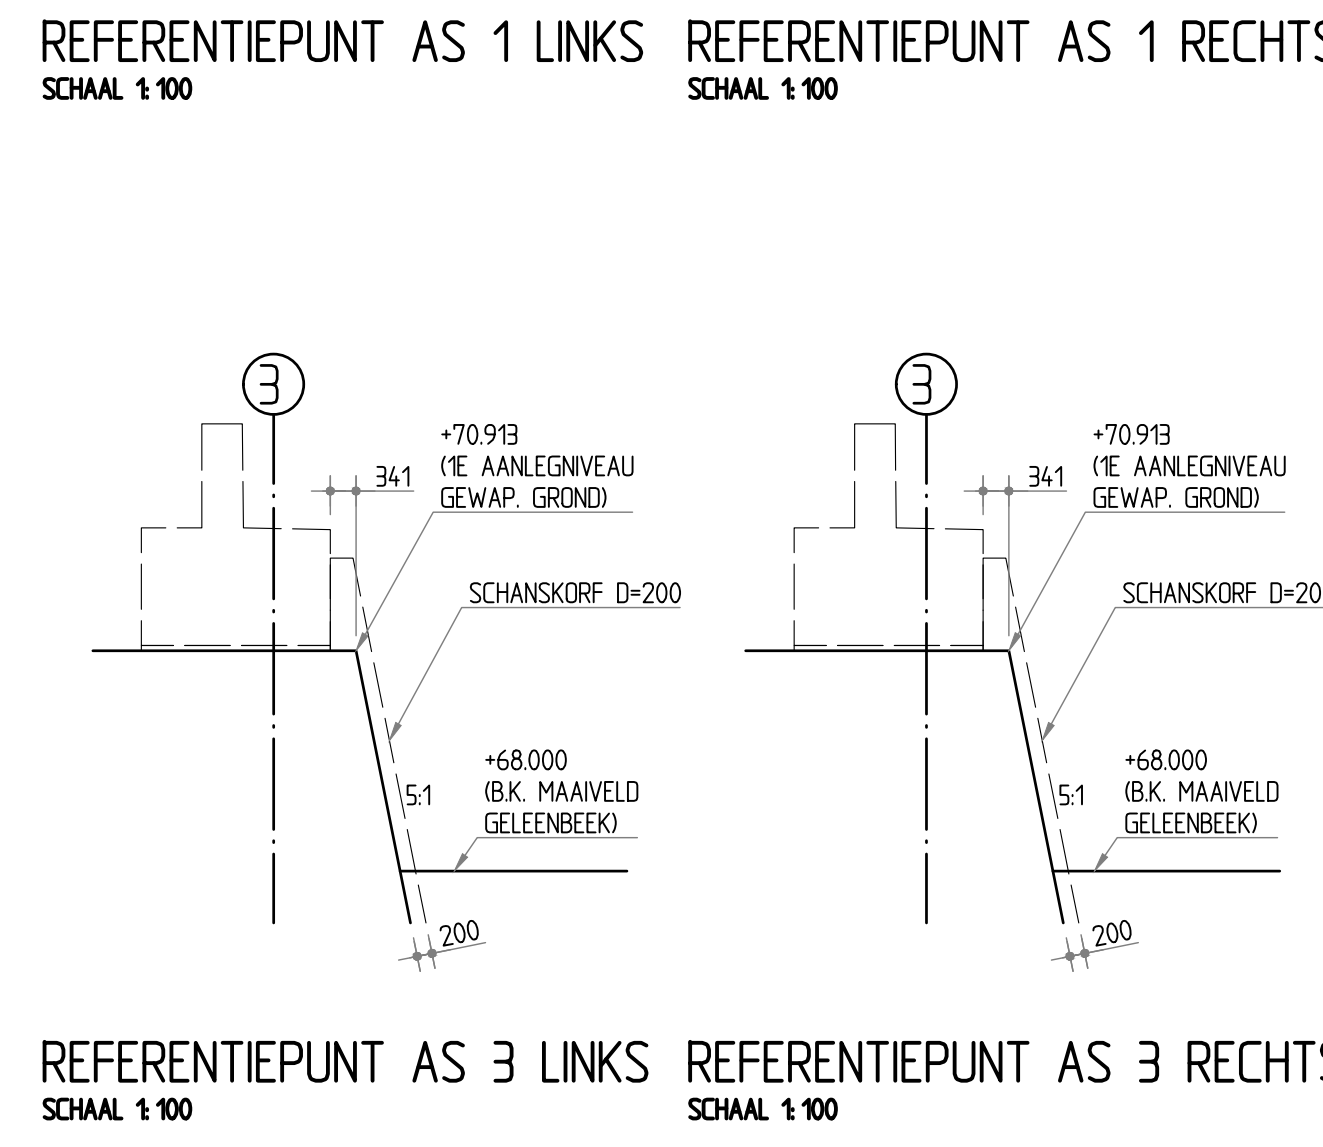 REFERENTIEPUNT AS 1 LINKS
SCHAAL 1:100
REFERENTIEPUNT AS 1 RECHTS
SCHAAL 1:100
3
+70.913
(1E AANLEGNIVEAU
GEWAP. GROND)
341
SCHANSKORF D=200
+68.000
(B.K. MAAIVELD
GELEENBEEK)
5:1
200
3
+70.913
(1E AANLEGNIVEAU
GEWAP. GROND)
341
SCHANSKORF D=20
+68.000
(B.K. MAAIVELD
GELEENBEEK)
5:1
200
REFERENTIEPUNT AS 3 LINKS
SCHAAL 1:100
REFERENTIEPUNT AS 3 RECHTS
SCHAAL 1:100